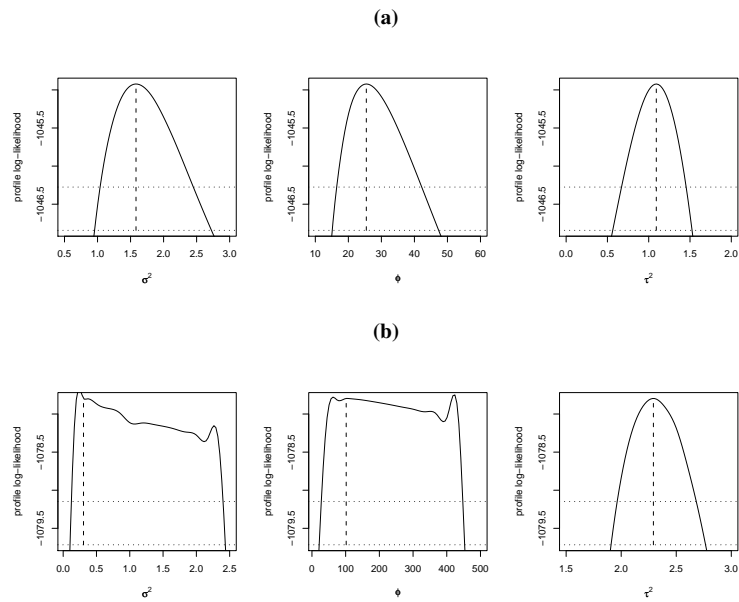 (a)
profile log-likelihood
-1046.5
-1045.5
0.5 1.0 1.5 2.0 2.5 3.0
σ²
profile log-likelihood
-1046.5
-1045.5
10 20 30 40 50 60
ϕ
profile log-likelihood
-1046.5
-1045.5
0.0 0.5 1.0 1.5 2.0
τ²
(b)
profile log-likelihood
-1079.5
-1078.5
0.0 0.5 1.0 1.5 2.0 2.5
σ²
profile log-likelihood
-1079.5
-1078.5
0 100 200 300 400 500
ϕ
profile log-likelihood
-1079.5
-1078.5
1.5 2.0 2.5 3.0
τ²